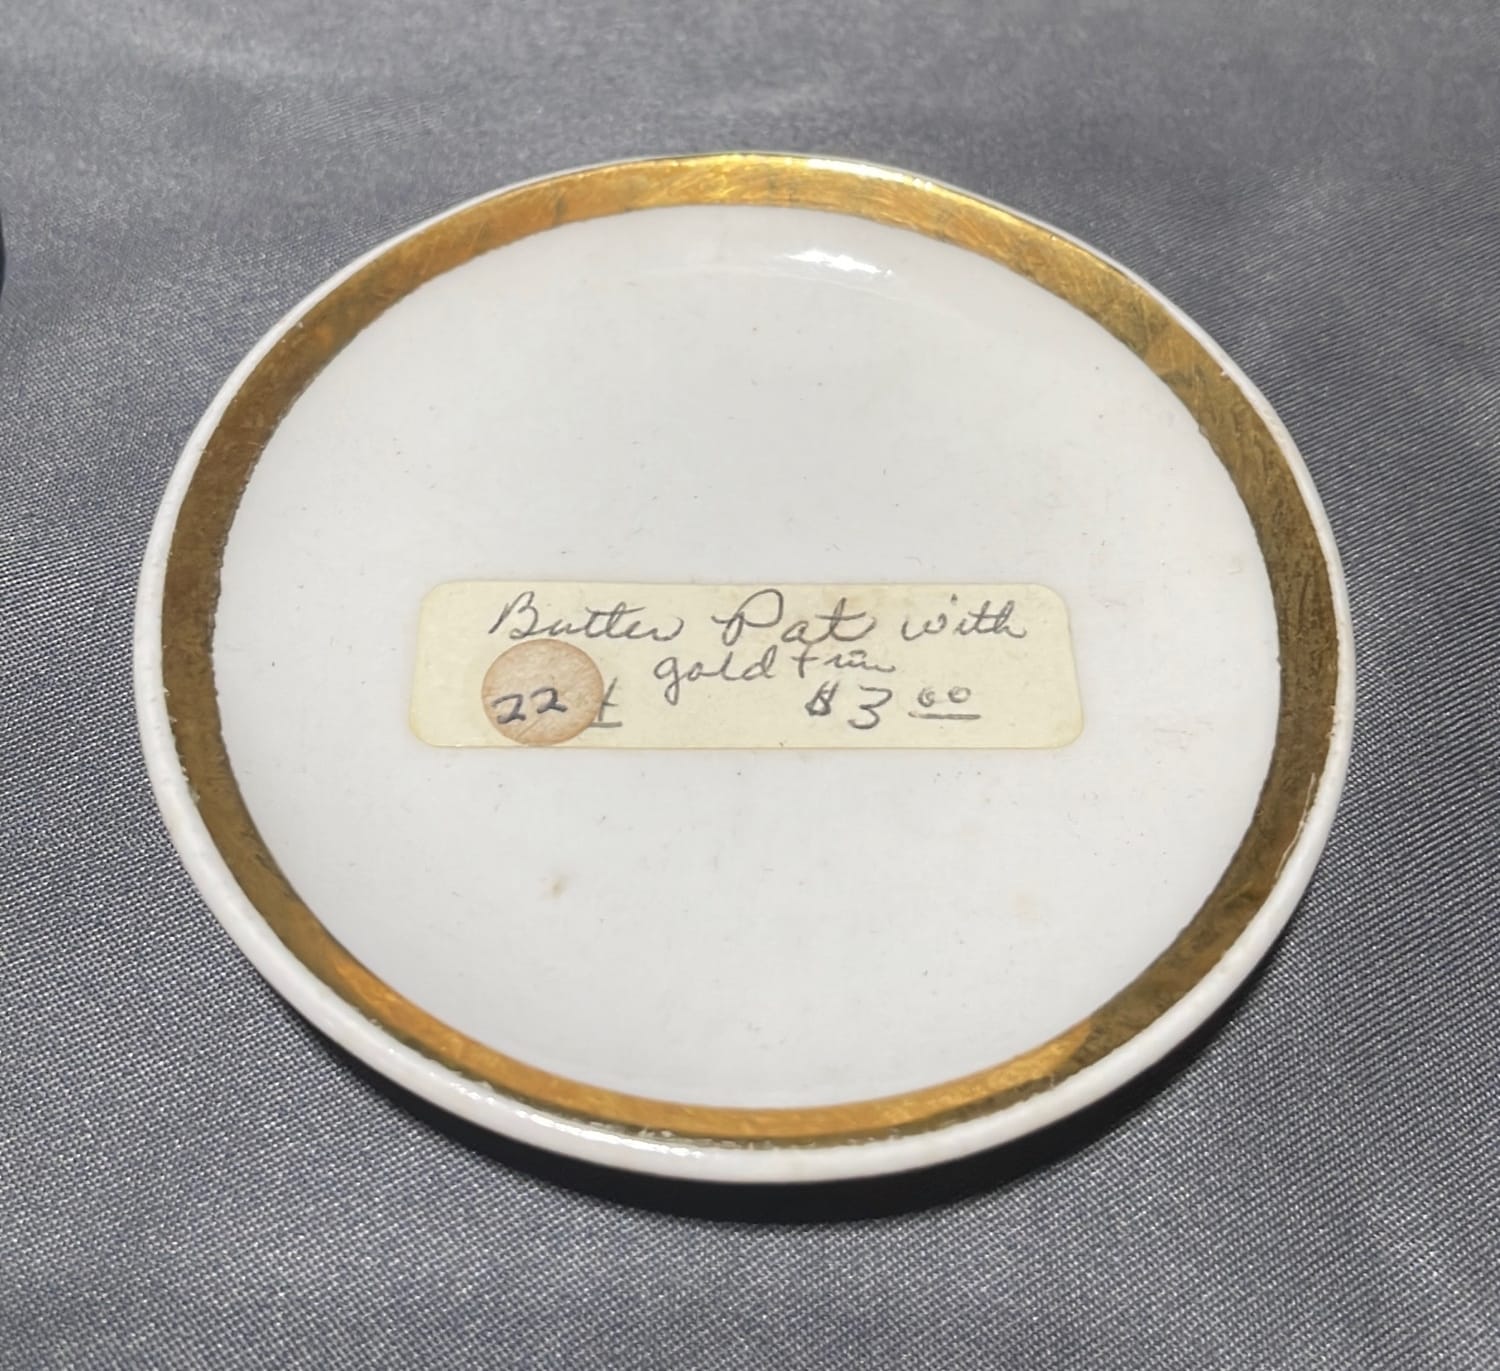 Butter Pat with
gold trim
22 $3.00